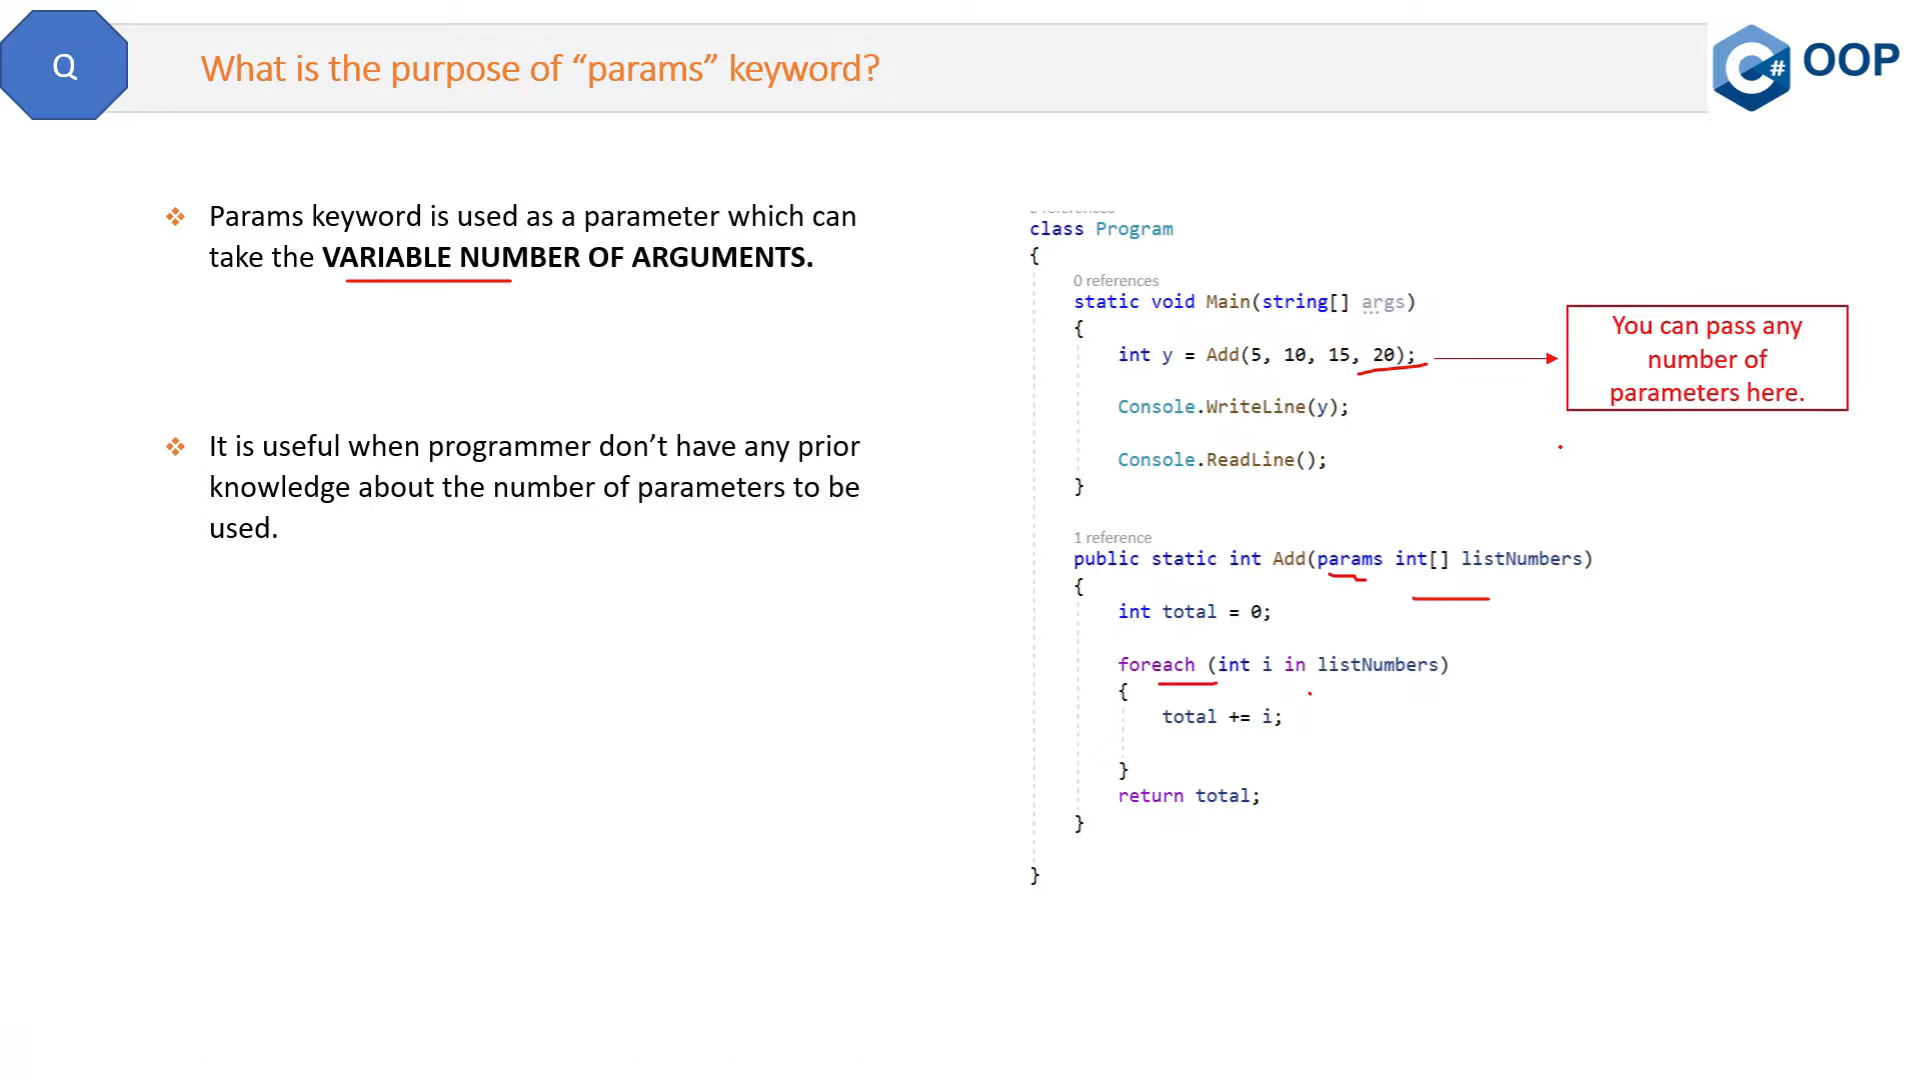 Q
What is the purpose of “params” keyword?
C# OOP
Params keyword is used as a parameter which can
take the VARIABLE NUMBER OF ARGUMENTS.
It is useful when programmer don’t have any prior
knowledge about the number of parameters to be
used.
class Program
{
0 references
static void Main(string[] args)
{
int y = Add(5, 10, 15, 20);
Console.WriteLine(y);
Console.ReadLine();
}
1 reference
public static int Add(params int[] listNumbers)
{
int total = 0;
foreach (int i in listNumbers)
{
total += i;
}
return total;
}
}
You can pass any
number of
parameters here.